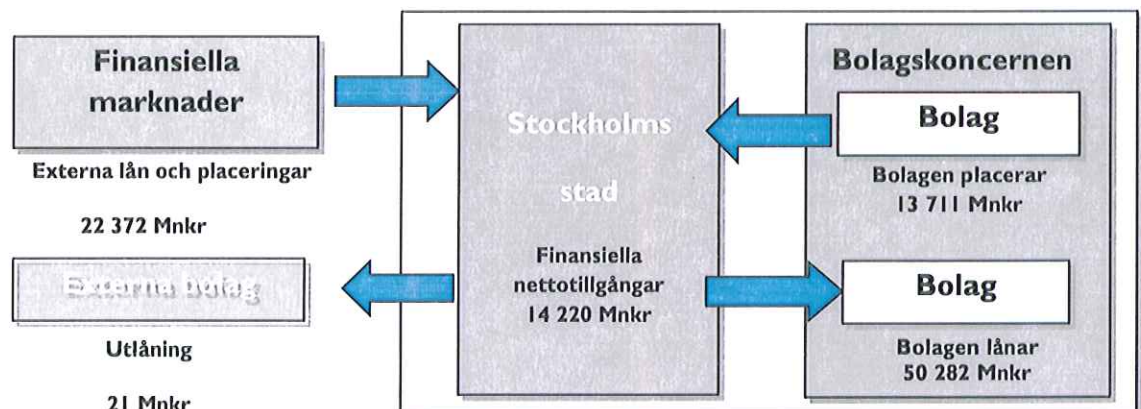 Finansiella
marknader
Externa lån och placeringar
22 372 Mnkr
Externa bolag
Utlåning
21 Mnkr
Stockholms
stad
Finansiella
nettotillgångar
14 220 Mnkr
Bolagskoncernen
Bolag
Bolagen placerar
13 711 Mnkr
Bolag
Bolagen lånar
50 282 Mnkr